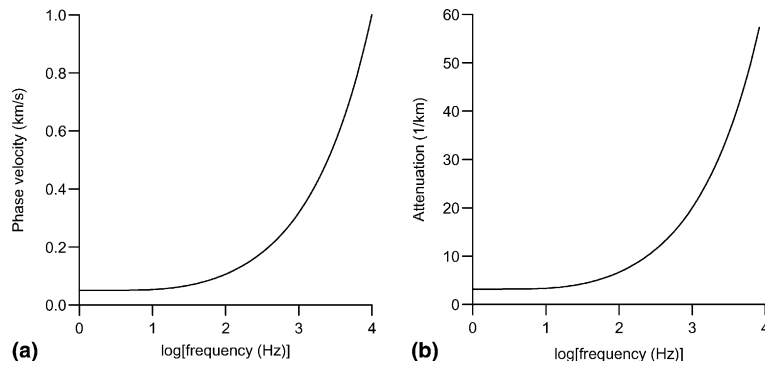 Phase velocity (km/s)
1.0
0.8
0.6
0.4
0.2
0.0
0 1 2 3 4
log[frequency (Hz)]
(a)
Attenuation (1/km)
60
50
40
30
20
10
0
0 1 2 3 4
log[frequency (Hz)]
(b)